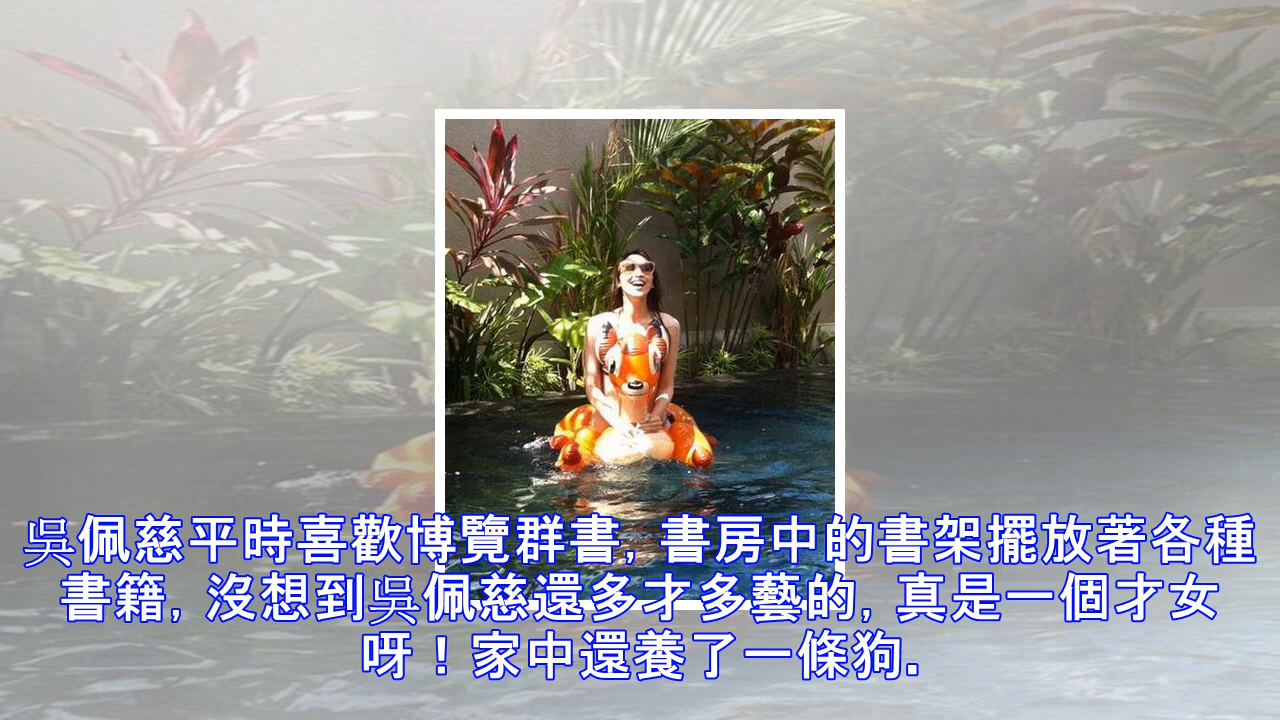 吳佩慈平時喜歡博覽群書, 書房中的書架擺放著各種
書籍, 沒想到吳佩慈還多才多藝的, 真是一個才女
呀！家中還養了一條狗.